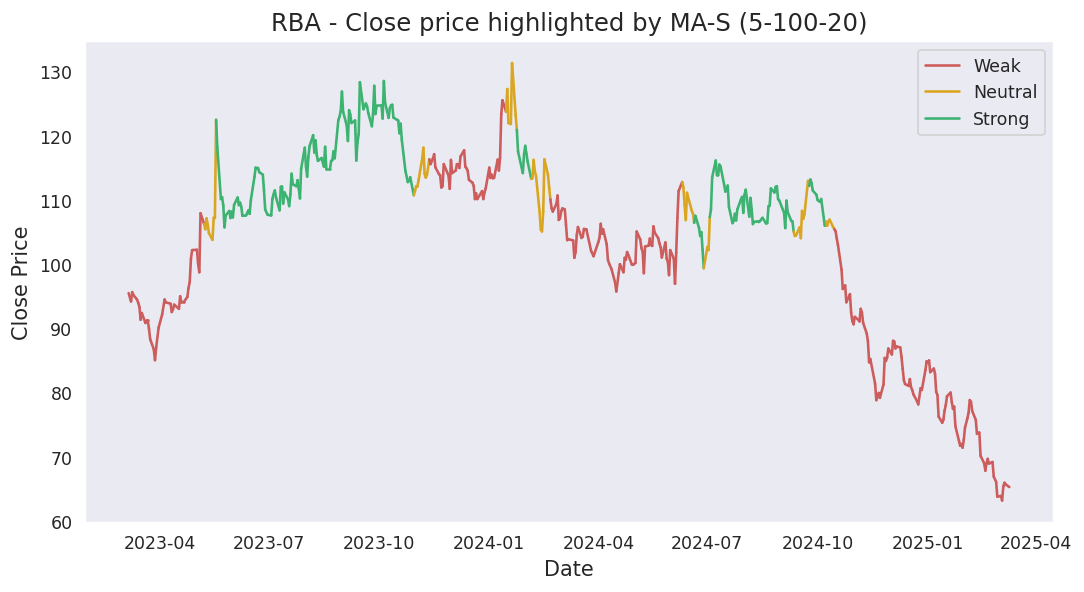 RBA - Close price highlighted by MA-S (5-100-20)
Weak
Neutral
Strong
Close Price
130
120
110
100
90
80
70
60
2023-04 2023-07 2023-10 2024-01 2024-04 2024-07 2024-10 2025-01 2025-04
Date